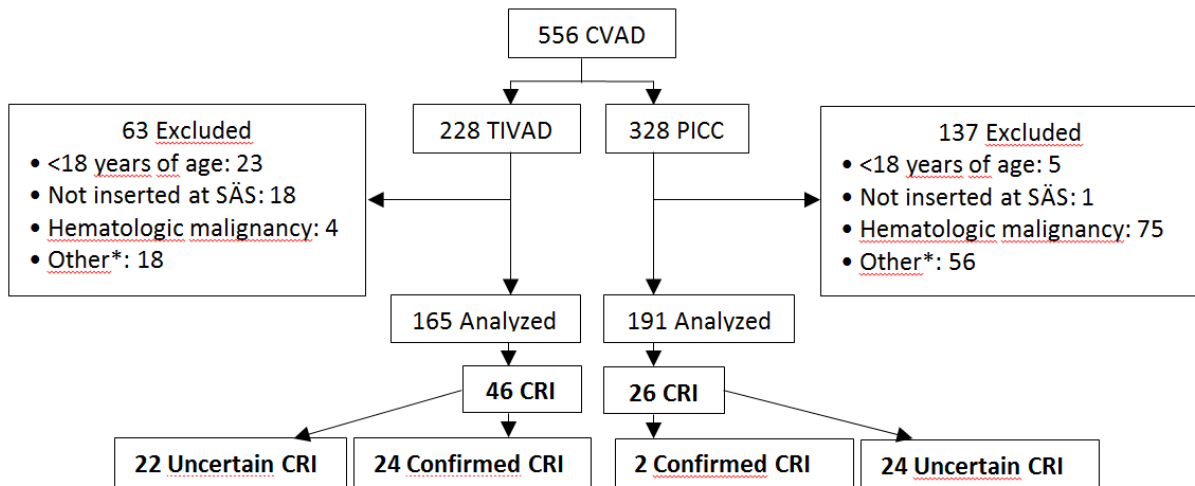 556 CVAD
228 TIVAD
328 PICC
63 Excluded
• <18 years of age: 23
• Not inserted at SÄS: 18
• Hematologic malignancy: 4
• Other*: 18
137 Excluded
• <18 years of age: 5
• Not inserted at SÄS: 1
• Hematologic malignancy: 75
• Other*: 56
165 Analyzed
191 Analyzed
46 CRI
26 CRI
22 Uncertain CRI
24 Confirmed CRI
2 Confirmed CRI
24 Uncertain CRI